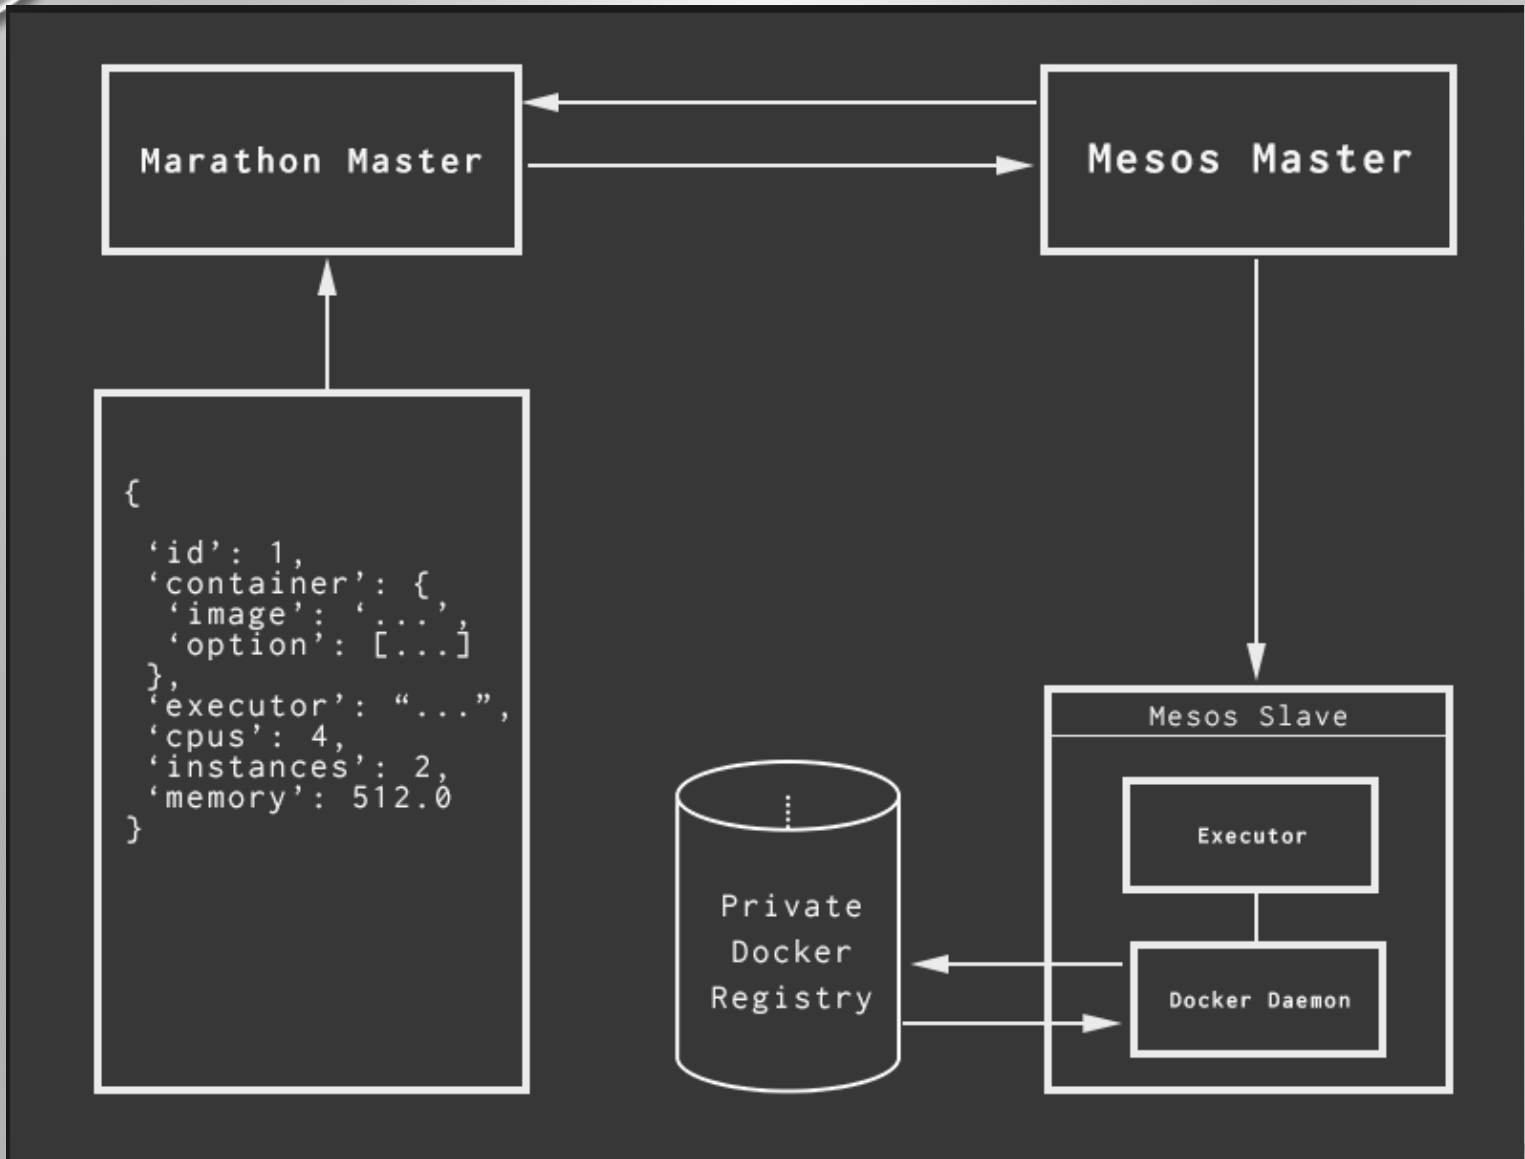 Marathon Master
Mesos Master
{
‘id’: 1,
‘container’: {
‘image’: ‘...’,
‘option’: [...]
},
‘executor’: “...”,
‘cpus’: 4,
‘instances’: 2,
‘memory’: 512.0
}
Private
Docker
Registry
Mesos Slave
Executor
Docker Daemon